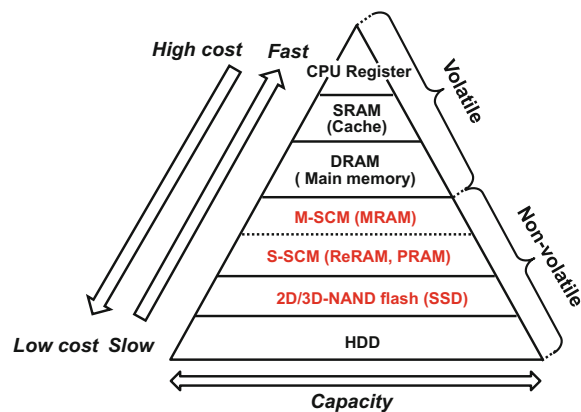 High cost
Fast
CPU Register
SRAM
(Cache)
DRAM
( Main memory)
M-SCM (MRAM)
S-SCM (ReRAM, PRAM)
2D/3D-NAND flash (SSD)
HDD
Volatile
Non-volatile
Low cost Slow
Capacity